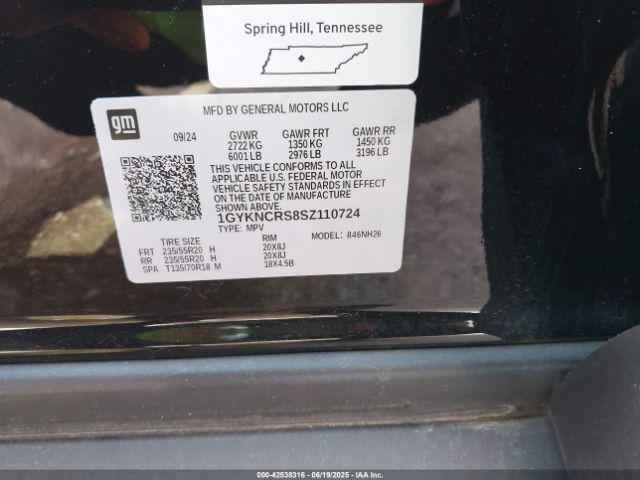 Spring Hill, Tennessee
gm
MFD BY GENERAL MOTORS LLC
09/24 GVWR GAWR FRT GAWR RR
2722 KG 1350 KG 1450 KG
6001 LB 2976 LB 3196 LB
THIS VEHICLE CONFORMS TO ALL
APPLICABLE U.S. FEDERAL MOTOR
VEHICLE SAFETY STANDARDS IN EFFECT
ON THE DATE OF MANUFACTURE
SHOWN ABOVE.
1GYKNCRS8SZ110724
TYPE: MPV MODEL: 846NH26
TIRE SIZE RIM
FRT 235/55R20 H 20X8J
RR 235/55R20 H 20X8J
SPA T135/70R18 M 18X4.5B
000-42538316 - 06/19/2025 - IAAI.CA